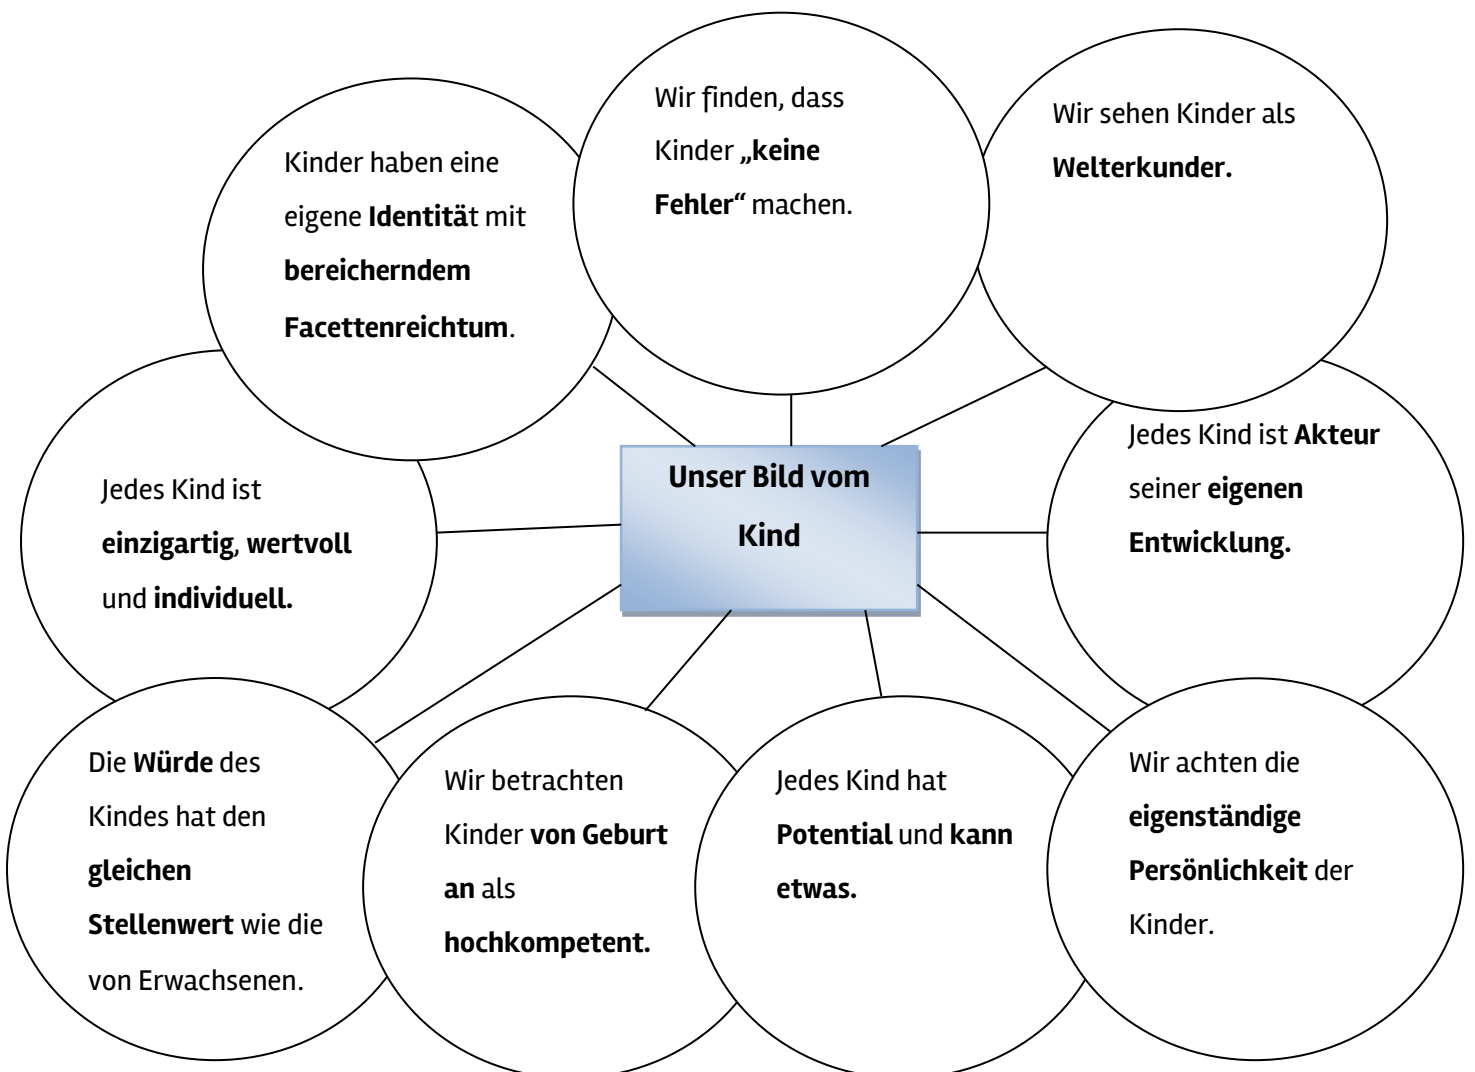 Wir finden, dass
Kinder „keine
Fehler“ machen.
Wir sehen Kinder als
Welterkunder.
Kinder haben eine
eigene Identität mit
bereicherndem
Facettenreichtum.
Jedes Kind ist Akteur
seiner eigenen
Entwicklung.
Unser Bild vom
Kind
Jedes Kind ist
einzigartig, wertvoll
und individuell.
Die Würde des
Kindes hat den
gleichen
Stellenwert wie die
von Erwachsenen.
Wir betrachten
Kinder von Geburt
an als
hochkompetent.
Jedes Kind hat
Potential und kann
etwas.
Wir achten die
eigenständige
Persönlichkeit der
Kinder.